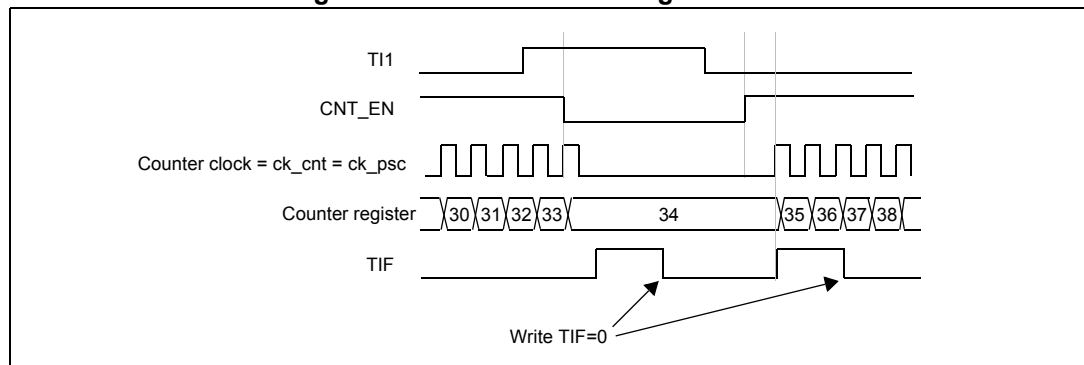 TI1
CNT_EN
Counter clock = ck_cnt = ck_psc
Counter register 30 31 32 33 34 35 36 37 38
TIF
Write TIF=0